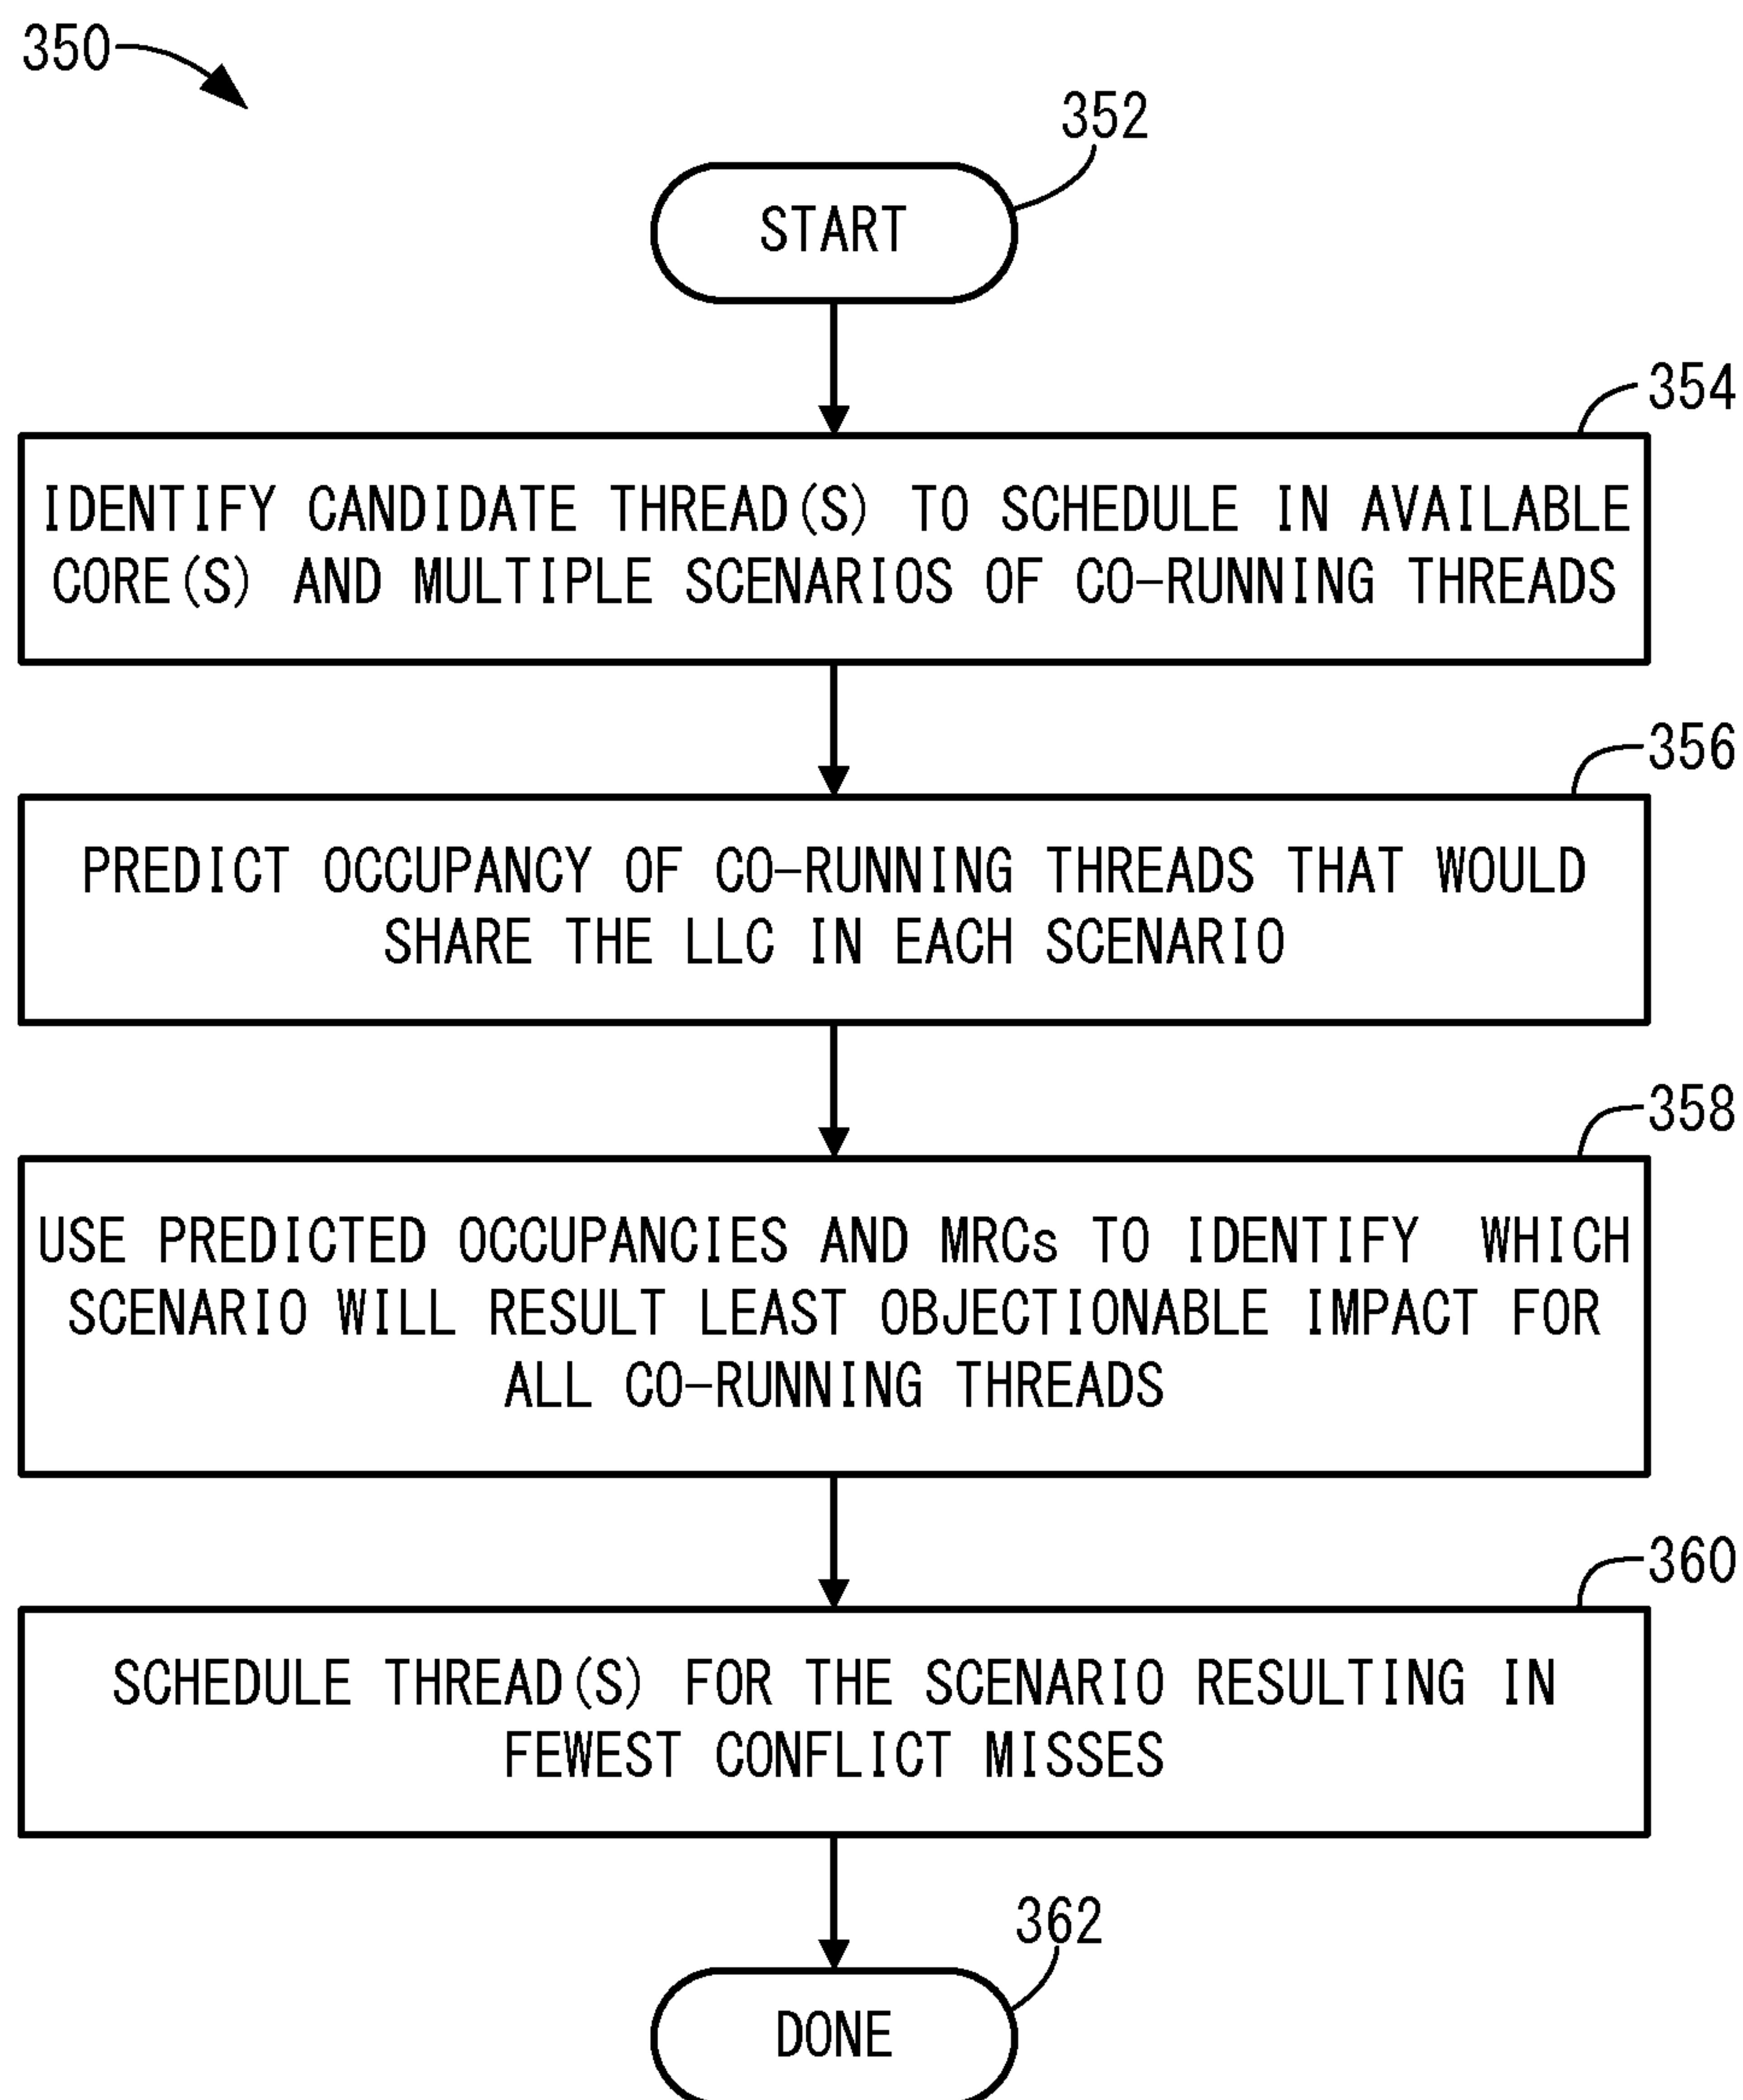 350
352
START
354
IDENTIFY CANDIDATE THREAD(S) TO SCHEDULE IN AVAILABLE
CORE(S) AND MULTIPLE SCENARIOS OF CO-RUNNING THREADS
356
PREDICT OCCUPANCY OF CO-RUNNING THREADS THAT WOULD
SHARE THE LLC IN EACH SCENARIO
358
USE PREDICTED OCCUPANCIES AND MRCs TO IDENTIFY WHICH
SCENARIO WILL RESULT LEAST OBJECTIONABLE IMPACT FOR
ALL CO-RUNNING THREADS
360
SCHEDULE THREAD(S) FOR THE SCENARIO RESULTING IN
FEWEST CONFLICT MISSES
362
DONE